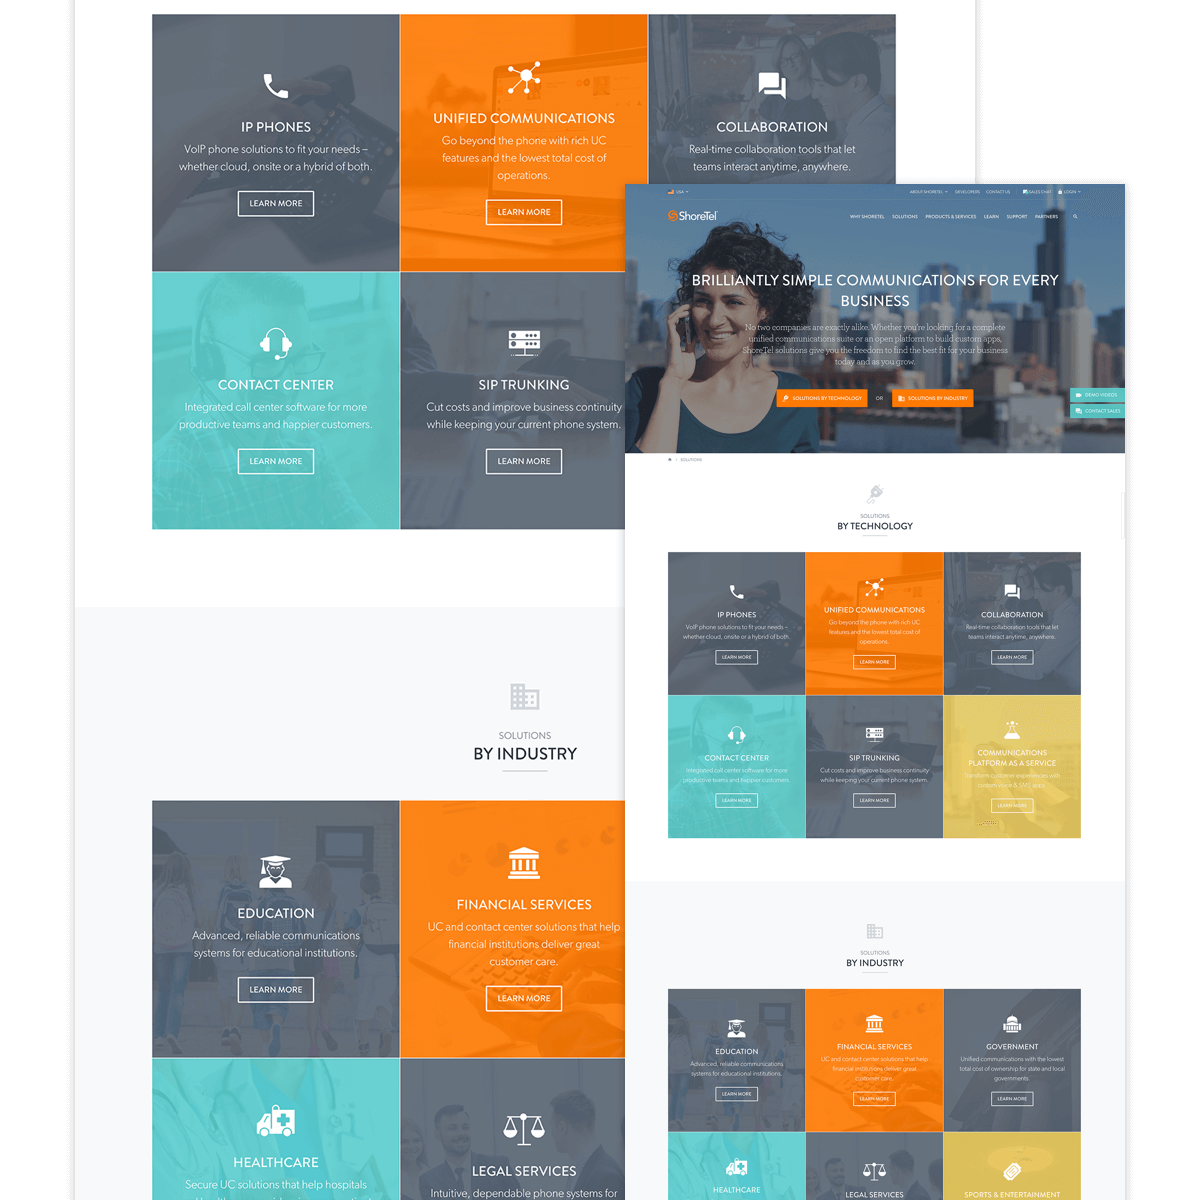 IP PHONES
VoIP phone solutions to fit your needs –
whether cloud, onsite or a hybrid of both.
LEARN MORE
UNIFIED COMMUNICATIONS
Go beyond the phone with rich UC
features and the lowest total cost of
operations.
LEARN MORE
COLLABORATION
Real-time collaboration tools that let
teams interact anytime, anywhere.
CONTACT CENTER
Integrated call center software for more
productive teams and happier customers.
LEARN MORE
SIP TRUNKING
Cut costs and improve business continuity
while keeping your current phone system.
LEARN MORE
SOLUTIONS
BY INDUSTRY
EDUCATION
Advanced, reliable communications
systems for educational institutions.
LEARN MORE
FINANCIAL SERVICES
UC and contact center solutions that help
financial institutions deliver great
customer care.
LEARN MORE
HEALTHCARE
Secure UC solutions that help hospitals
LEGAL SERVICES
Intuitive, dependable phone systems for
USA
ABOUT SHORETEL
DEVELOPERS
CONTACT US
SALES CHAT
LOGIN
ShoreTel
WHY SHORETEL
SOLUTIONS
PRODUCTS & SERVICES
LEARN
SUPPORT
PARTNERS
BRILLIANTLY SIMPLE COMMUNICATIONS FOR EVERY
BUSINESS
No two companies are exactly alike. Whether you're looking for a complete
unified communications suite or an open platform to build custom apps,
ShoreTel solutions give you the freedom to find the best fit for your business
today and as you grow.
SOLUTIONS BY TECHNOLOGY
OR
SOLUTIONS BY INDUSTRY
DEMO VIDEOS
CONTACT SALES
SOLUTIONS
SOLUTIONS
BY TECHNOLOGY
IP PHONES
VoIP phone solutions to fit your needs –
whether cloud, onsite or a hybrid of both.
LEARN MORE
UNIFIED COMMUNICATIONS
Go beyond the phone with rich UC
features and the lowest total cost of
operations.
LEARN MORE
COLLABORATION
Real-time collaboration tools that let
teams interact anytime, anywhere.
LEARN MORE
CONTACT CENTER
Integrated call center software for more
productive teams and happier customers.
LEARN MORE
SIP TRUNKING
Cut costs and improve business continuity
while keeping your current phone system.
LEARN MORE
COMMUNICATIONS
PLATFORM AS A SERVICE
Transform customer experiences with
custom voice & SMS apps.
LEARN MORE
SOLUTIONS
BY INDUSTRY
EDUCATION
Advanced, reliable communications
systems for educational institutions.
LEARN MORE
FINANCIAL SERVICES
UC and contact center solutions that help
financial institutions deliver great
customer care.
LEARN MORE
GOVERNMENT
Unified communications with the lowest
total cost of ownership for state and local
governments.
LEARN MORE
HEALTHCARE
LEGAL SERVICES
SPORTS & ENTERTAINMENT